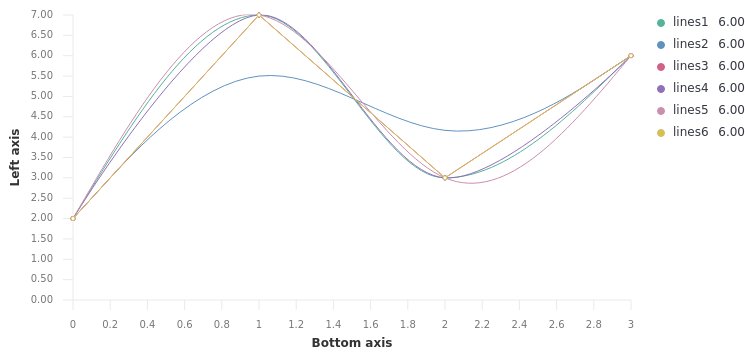 7.00
6.50
6.00
5.50
5.00
4.50
4.00
3.50
3.00
2.50
2.00
1.50
1.00
0.50
0.00
Left axis
0 0.2 0.4 0.6 0.8 1 1.2 1.4 1.6 1.8 2 2.2 2.4 2.6 2.8 3
Bottom axis
lines1 6.00
lines2 6.00
lines3 6.00
lines4 6.00
lines5 6.00
lines6 6.00